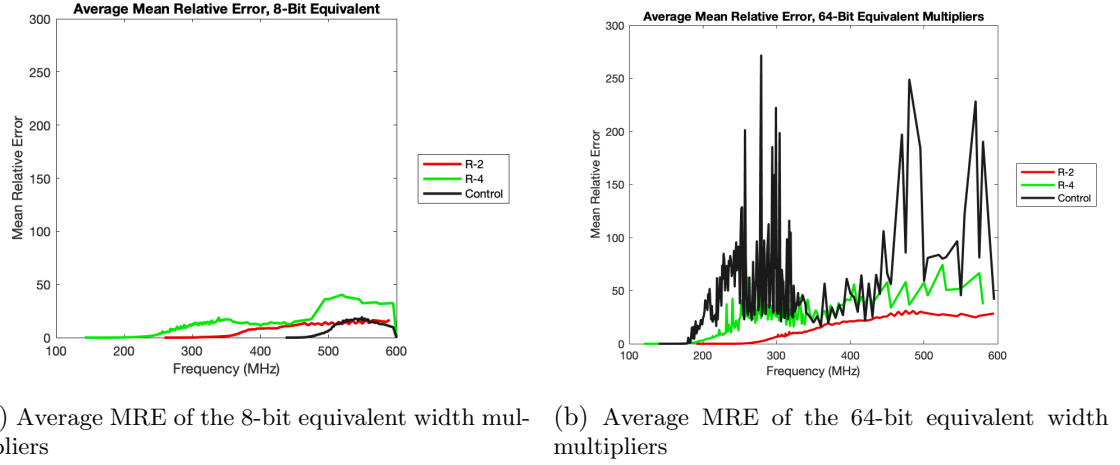 Average Mean Relative Error, 8-Bit Equivalent
300
250
200
150
100
50
0
Mean Relative Error
100 200 300 400 500 600
Frequency (MHz)
R-2
R-4
Control
) Average MRE of the 8-bit equivalent width mul-
pliers
Average Mean Relative Error, 64-Bit Equivalent Multipliers
300
250
200
150
100
50
0
Mean Relative Error
100 200 300 400 500 600
Frequency (MHz)
R-2
R-4
Control
(b) Average MRE of the 64-bit equivalent width
multipliers